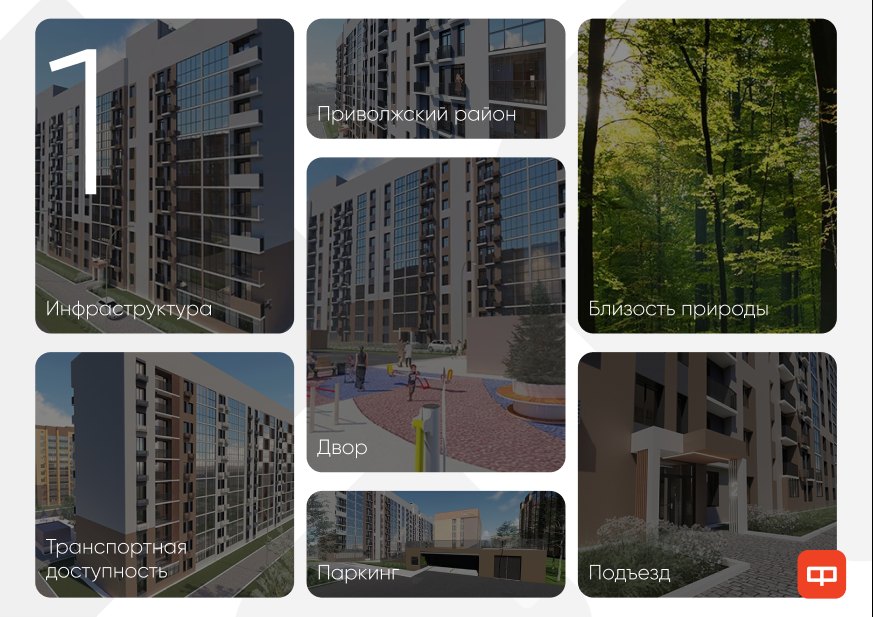 1
Инфраструктура
Приволжский район
Близость природы
Двор
Транспортная
доступность
Паркинг
Подъезд